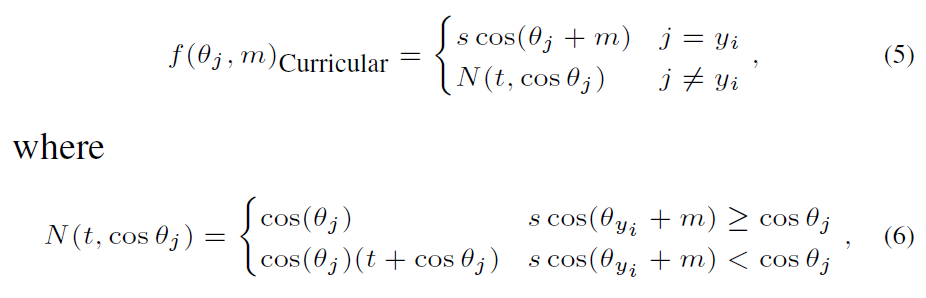 f(θ_j, m)_Curricular = { s cos(θ_j + m)   j = y_i
N(t, cos θ_j)   j ≠ y_i , (5)
where
N(t, cos θ_j) = { cos(θ_j)   s cos(θ_{y_i} + m) ≥ cos θ_j
cos(θ_j)(t + cos θ_j)   s cos(θ_{y_i} + m) < cos θ_j , (6)